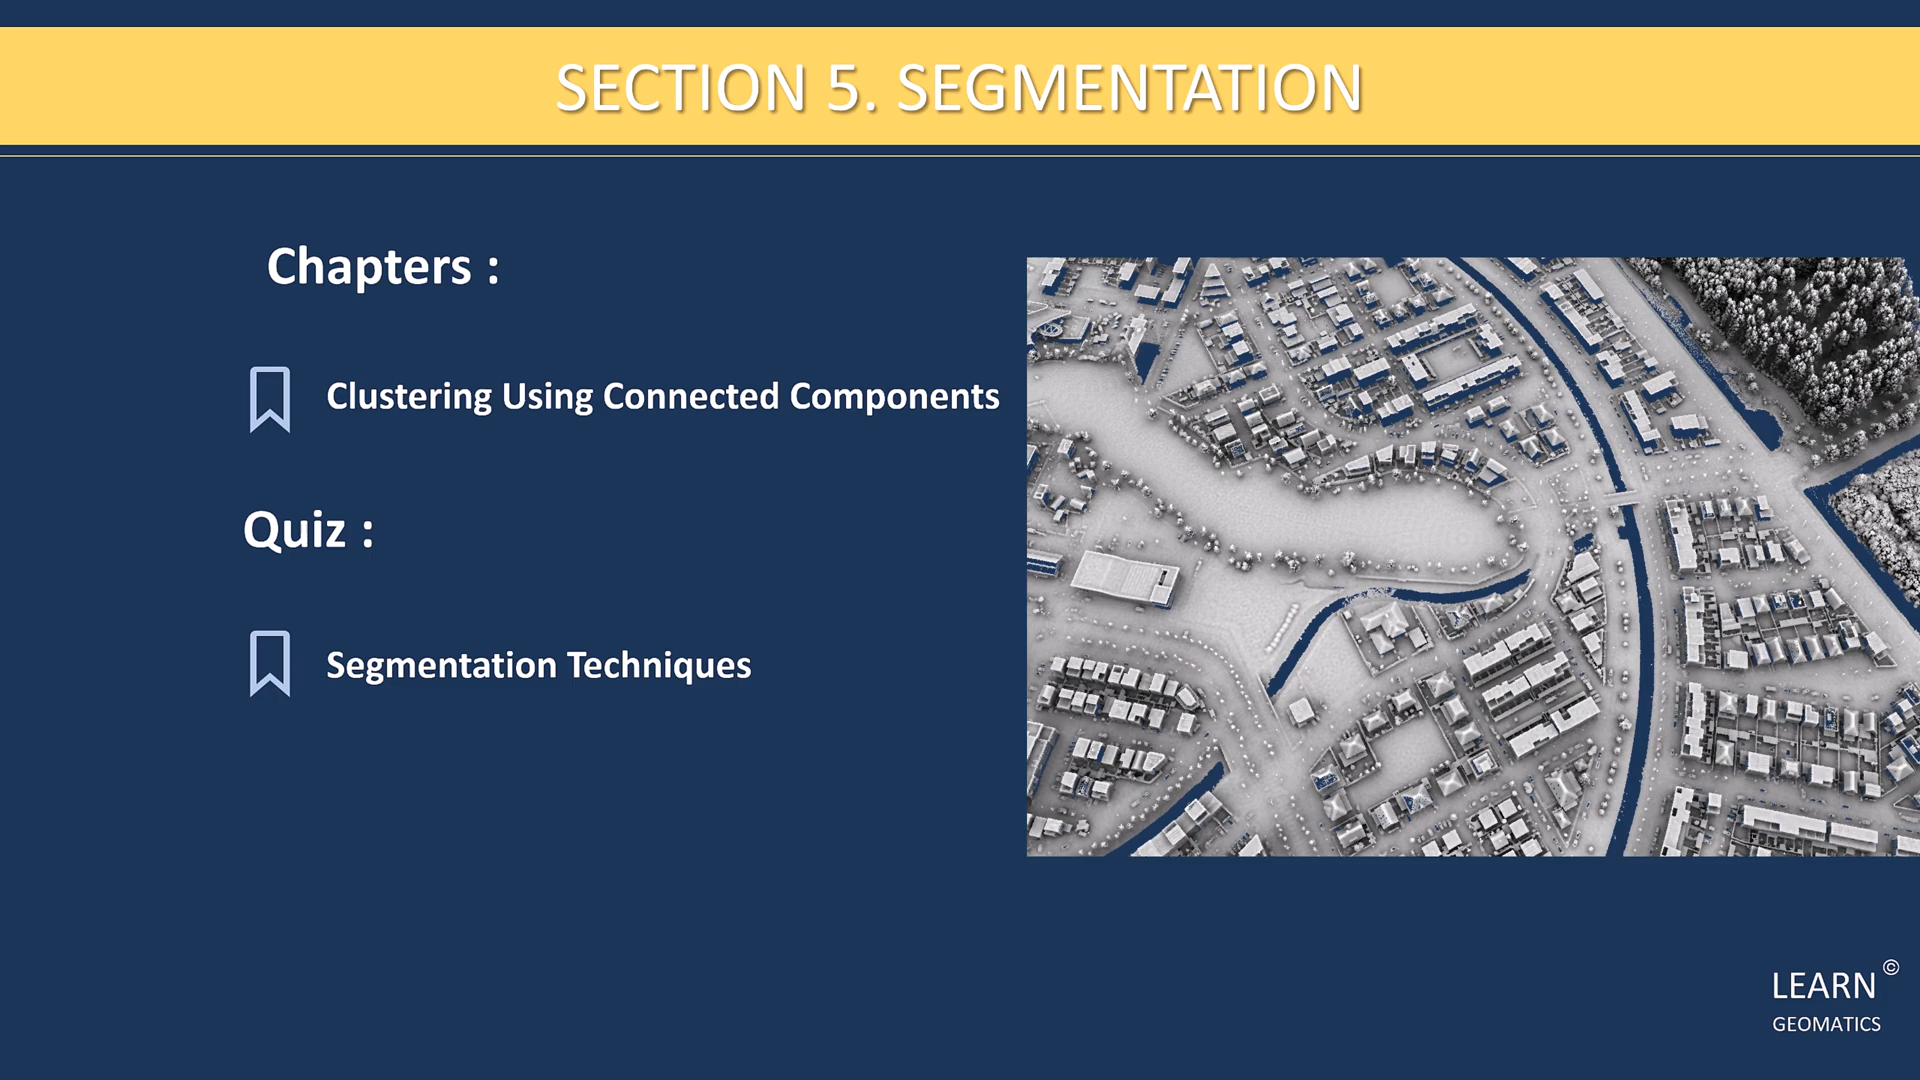 SECTION 5. SEGMENTATION
Chapters :
Clustering Using Connected Components
Quiz :
Segmentation Techniques
LEARN ©
GEOMATICS